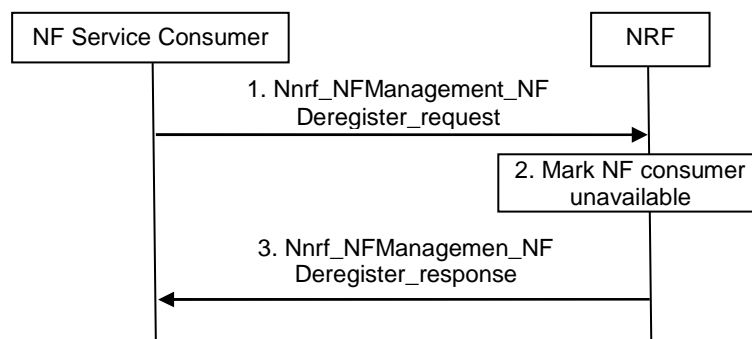 NF Service Consumer
NRF
1. Nnrf_NFManagement_NF
Deregister_request
2. Mark NF consumer
unavailable
3. Nnrf_NFManagemen_NF
Deregister_response